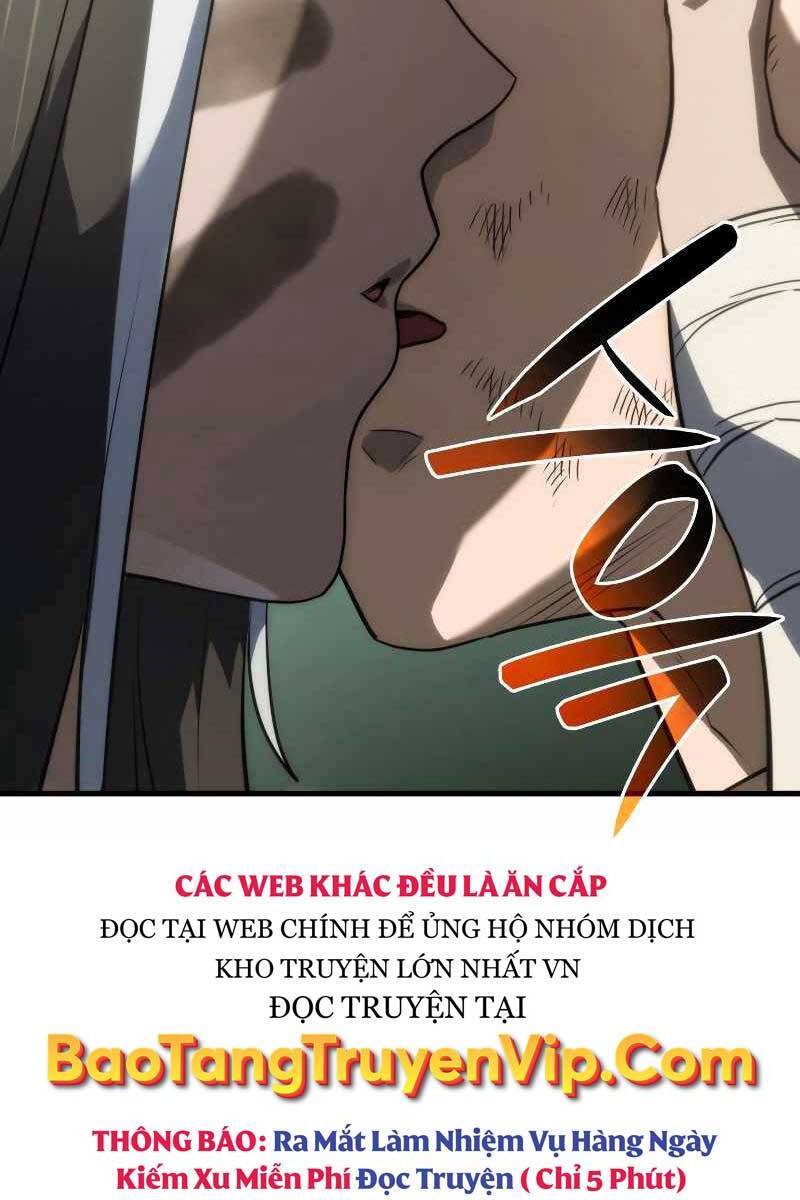 스윽
CÁC WEB KHÁC ĐỀU LÀ ĂN CẮP
ĐỌC TẠI WEB CHÍNH ĐỂ ỦNG HỘ NHÓM DỊCH
KHO TRUYỆN LỚN NHẤT VN
ĐỌC TRUYỆN TẠI
BaoTangTruyenVip.Com
THÔNG BÁO: Ra Mắt Làm Nhiệm Vụ Hàng Ngày
Kiếm Xu Miễn Phí Đọc Truyện ( Chỉ 5 Phút)